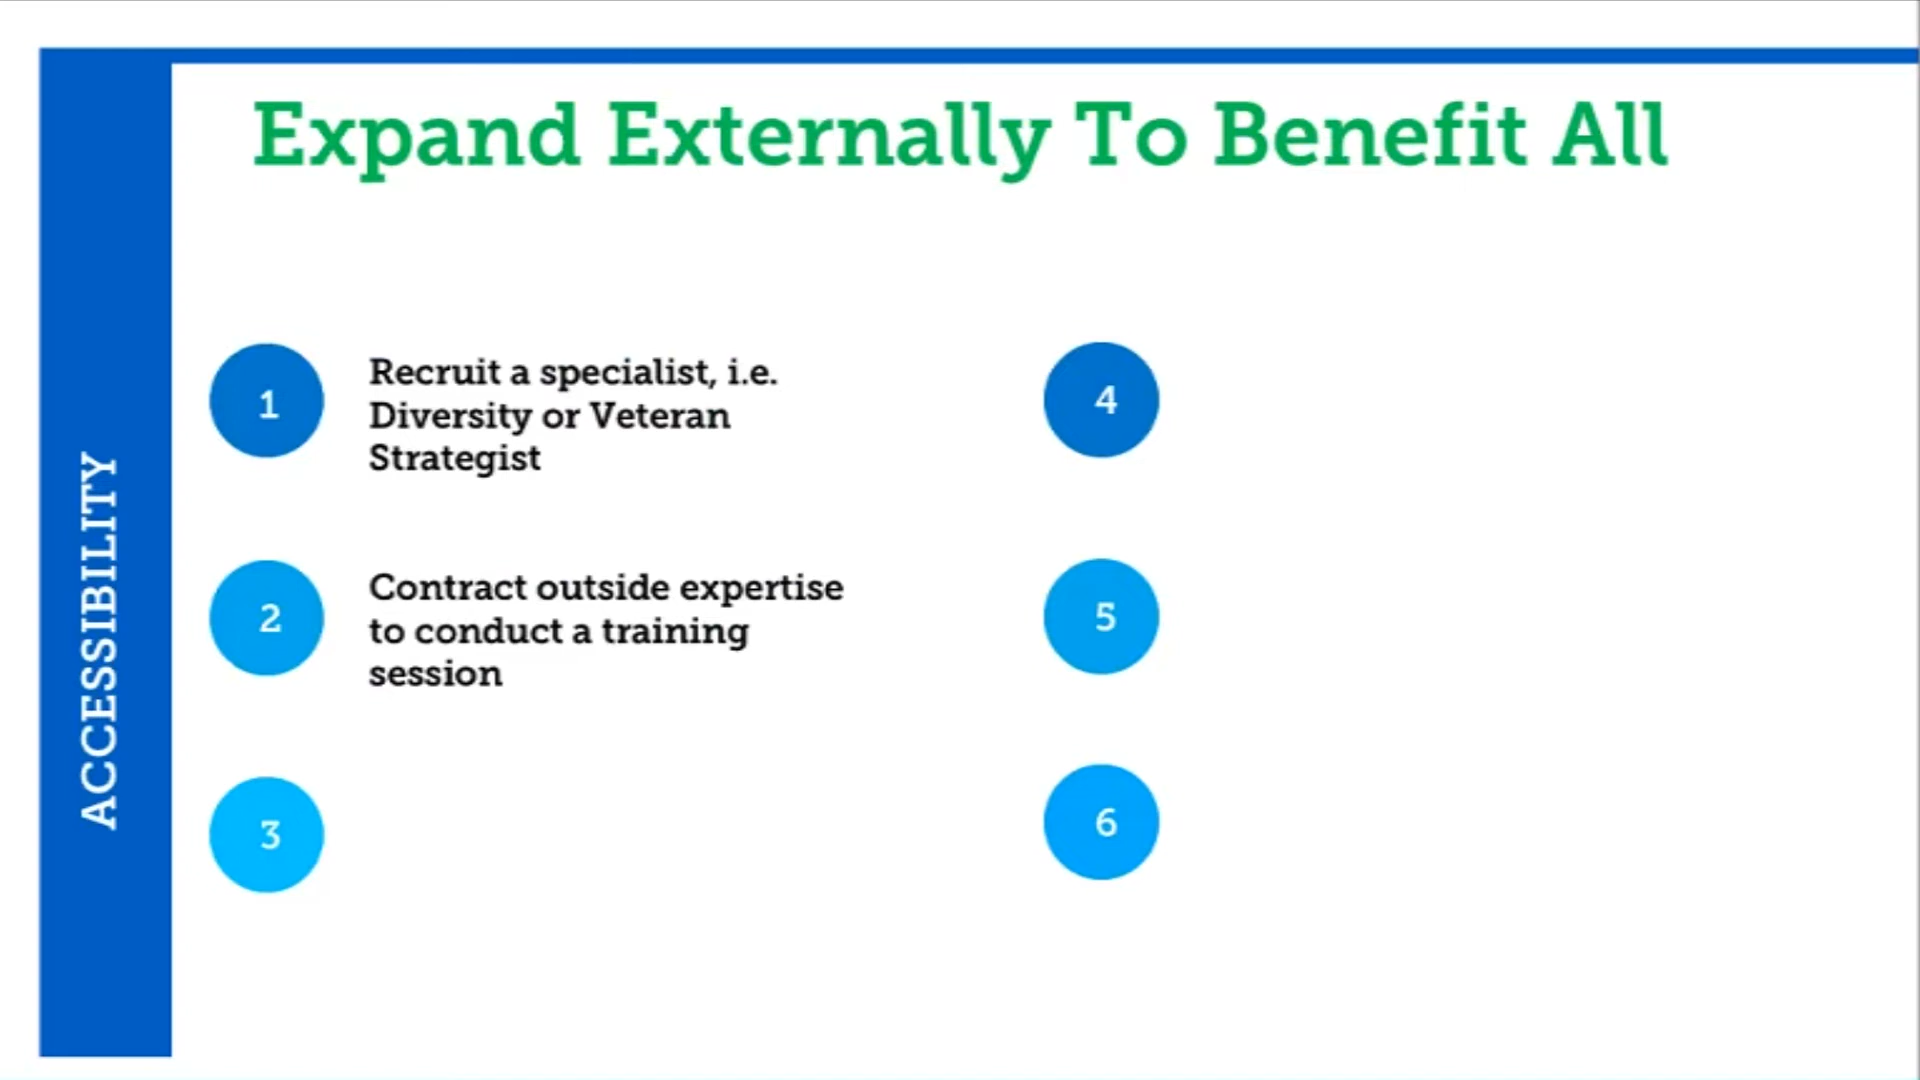 Expand Externally To Benefit All
ACCESSIBILITY
1
Recruit a specialist, i.e.
Diversity or Veteran
Strategist
2
Contract outside expertise
to conduct a training
session
3
4
5
6